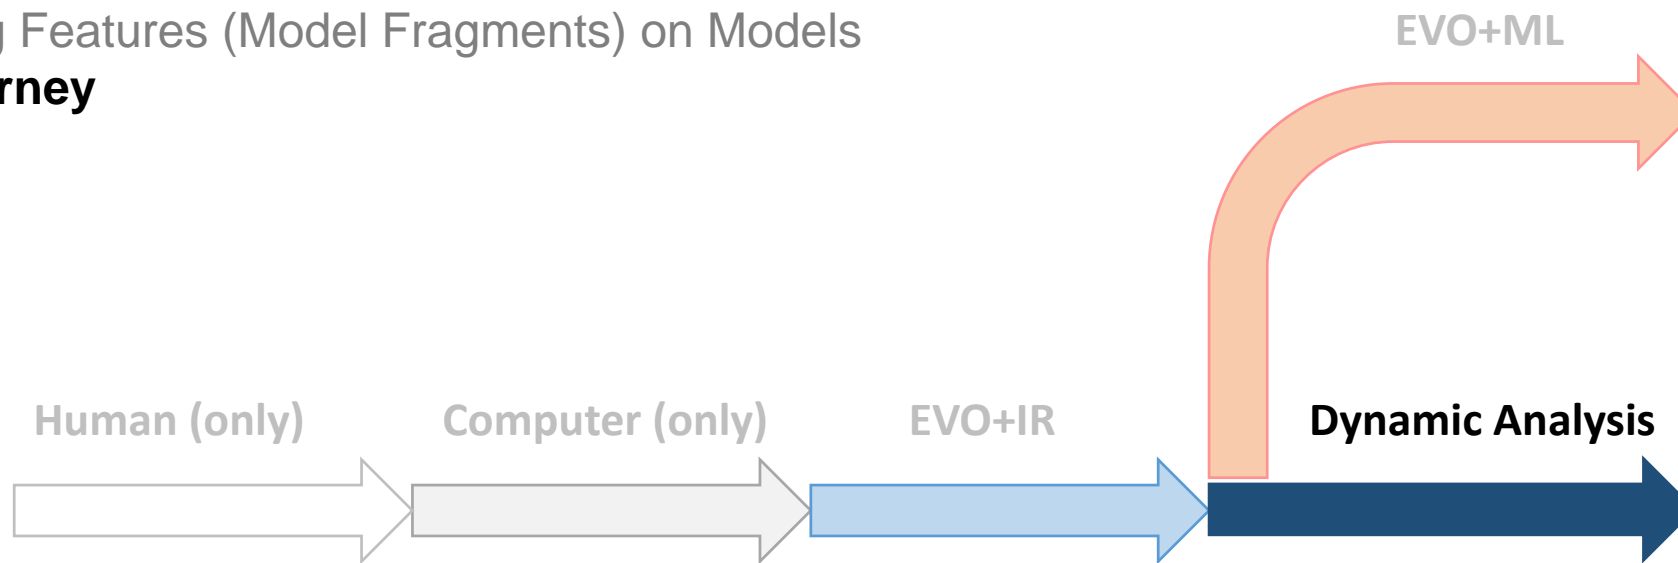 g Features (Model Fragments) on Models
rney
EVO+ML
Human (only)
Computer (only)
EVO+IR
Dynamic Analysis